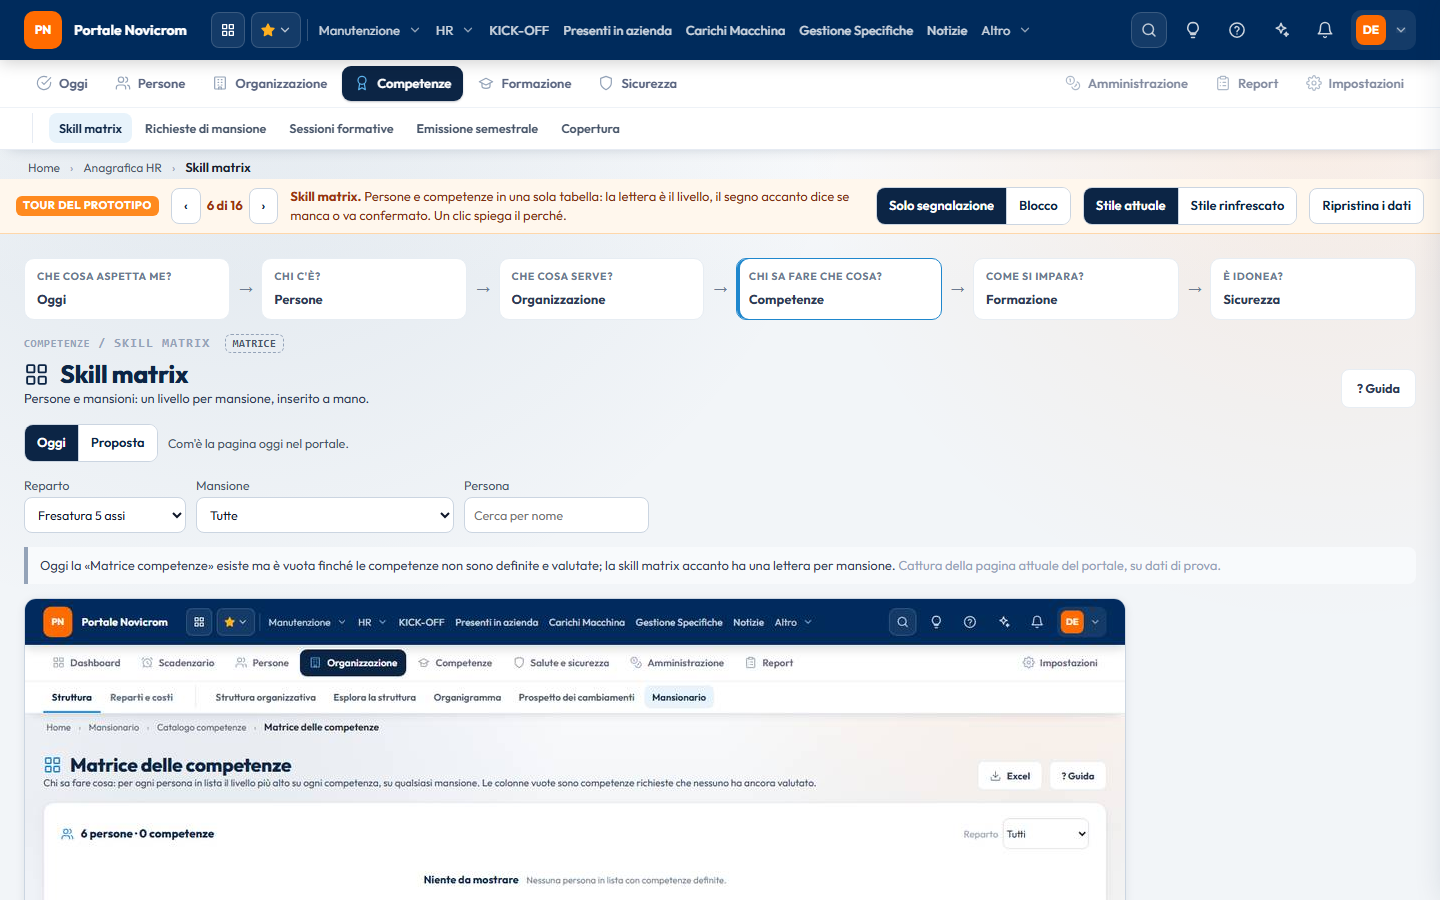 PN Portale Novicrom Manutenzione HR KICK-OFF Presenti in azienda Carichi Macchina Gestione Specifiche Notizie Altro DE
Oggi Persone Organizzazione Competenze Formazione Sicurezza Amministrazione Report Impostazioni
Skill matrix Richieste di mansione Sessioni formative Emissione semestrale Copertura
Home › Anagrafica HR › Skill matrix
TOUR DEL PROTOTIPO ‹ 6 di 16 › Skill matrix. Persone e competenze in una sola tabella: la lettera è il livello, il segno accanto dice se
manca o va confermato. Un clic spiega il perché.
Solo segnalazione Blocco Stile attuale Stile rinfrescato Ripristina i dati
CHE COSA ASPETTA ME? CHI C'È? CHE COSA SERVE? CHI SA FARE CHE COSA? COME SI IMPARA? È IDONEA?
Oggi → Persone → Organizzazione → Competenze → Formazione → Sicurezza
COMPETENZE / SKILL MATRIX MATRICE
Skill matrix
Persone e mansioni: un livello per mansione, inserito a mano.
? Guida
Oggi Proposta Com'è la pagina oggi nel portale.
Reparto Mansione Persona
Fresatura 5 assi Tutte Cerca per nome
Oggi la «Matrice competenze» esiste ma è vuota finché le competenze non sono definite e valutate; la skill matrix accanto ha una lettera per mansione. Cattura della pagina attuale del portale, su dati di prova.
PN Portale Novicrom Manutenzione HR KICK-OFF Presenti in azienda Carichi Macchina Gestione Specifiche Notizie Altro DE
Dashboard Scadenzario Persone Organizzazione Competenze Salute e sicurezza Amministrazione Report Impostazioni
Struttura Reparti e costi Struttura organizzativa Esplora la struttura Organigramma Prospetto dei cambiamenti Mansionario
Home › Mansionario › Catalogo competenze › Matrice delle competenze
Matrice delle competenze
Chi sa fare cosa: per ogni persona in lista il livello più alto su ogni competenza, su qualsiasi mansione. Le colonne vuote sono competenze richieste che nessuno ha ancora valutato.
Excel ? Guida
6 persone · 0 competenze Reparto Tutti
Niente da mostrare Nessuna persona in lista con competenze definite.